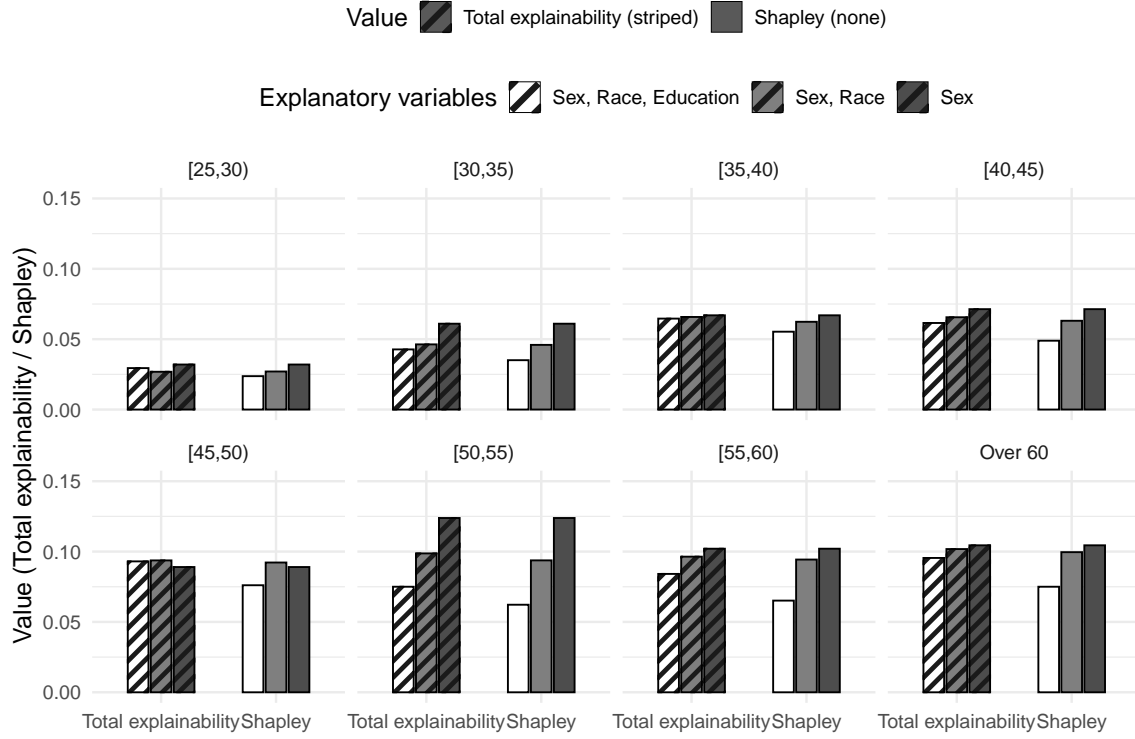 Value Total explainability (striped) Shapley (none)
Explanatory variables Sex, Race, Education Sex, Race Sex
[25,30) [30,35) [35,40) [40,45)
0.15
0.10
0.05
0.00
Value (Total explainability / Shapley)
[45,50) [50,55) [55,60) Over 60
0.15
0.10
0.05
0.00
Total explainability Shapley Total explainability Shapley Total explainability Shapley Total explainability Shapley